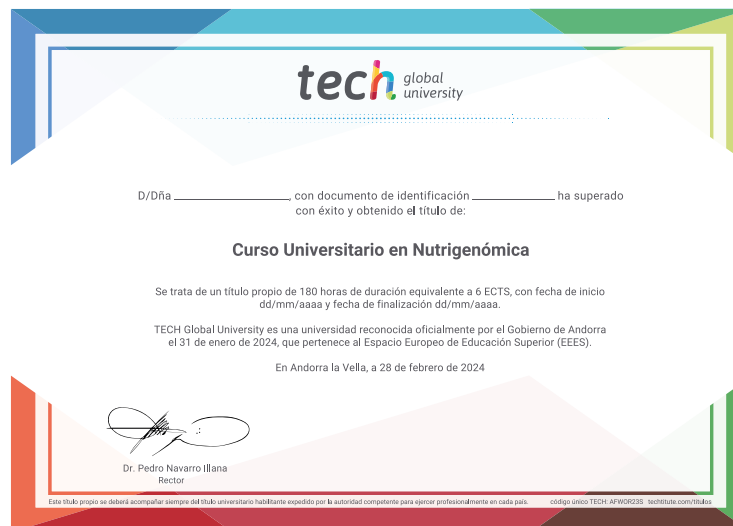 tech global university
D/Dña ____________________, con documento de identificación ______________ ha superado
con éxito y obtenido el título de:
Curso Universitario en Nutrigenómica
Se trata de un título propio de 180 horas de duración equivalente a 6 ECTS, con fecha de inicio
dd/mm/aaaa y fecha de finalización dd/mm/aaaa.
TECH Global University es una universidad reconocida oficialmente por el Gobierno de Andorra
el 31 de enero de 2024, que pertenece al Espacio Europeo de Educación Superior (EEES).
En Andorra la Vella, a 28 de febrero de 2024
Dr. Pedro Navarro Illana
Rector
Este título propio se deberá acompañar siempre del título universitario habilitante expedido por la autoridad competente para ejercer profesionalmente en cada país. código único TECH: AFWOR23S techtitute.com/titulos